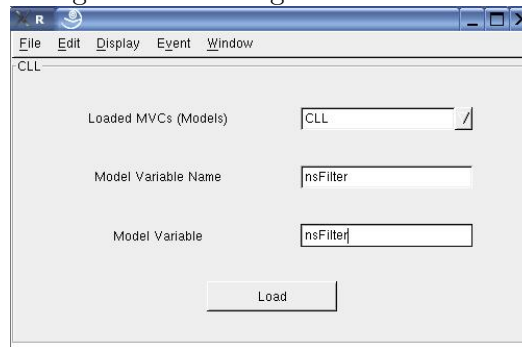 R
File Edit Display Event Window
CLL
Loaded MVCs (Models) CLL
Model Variable Name nsFilter
Model Variable nsFilter
Load